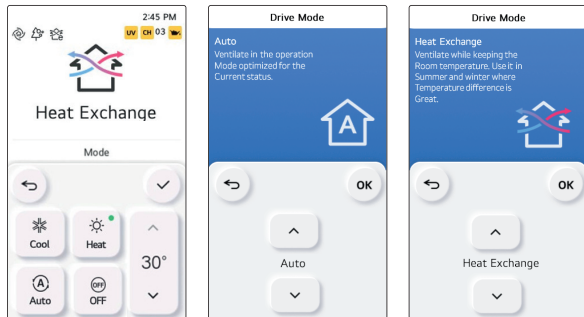 2:45 PM
UV CH 03
Heat Exchange
Mode
Cool
Heat
30°
A
Auto
OFF
OFF
Drive Mode
Auto
Ventilate in the operation
Mode optimized for the
Current status.
A
OK
Auto
Drive Mode
Heat Exchange
Ventilate while keeping the
Room temperature. Use it in
Summer and winter where
Temperature difference is
Great.
OK
Heat Exchange